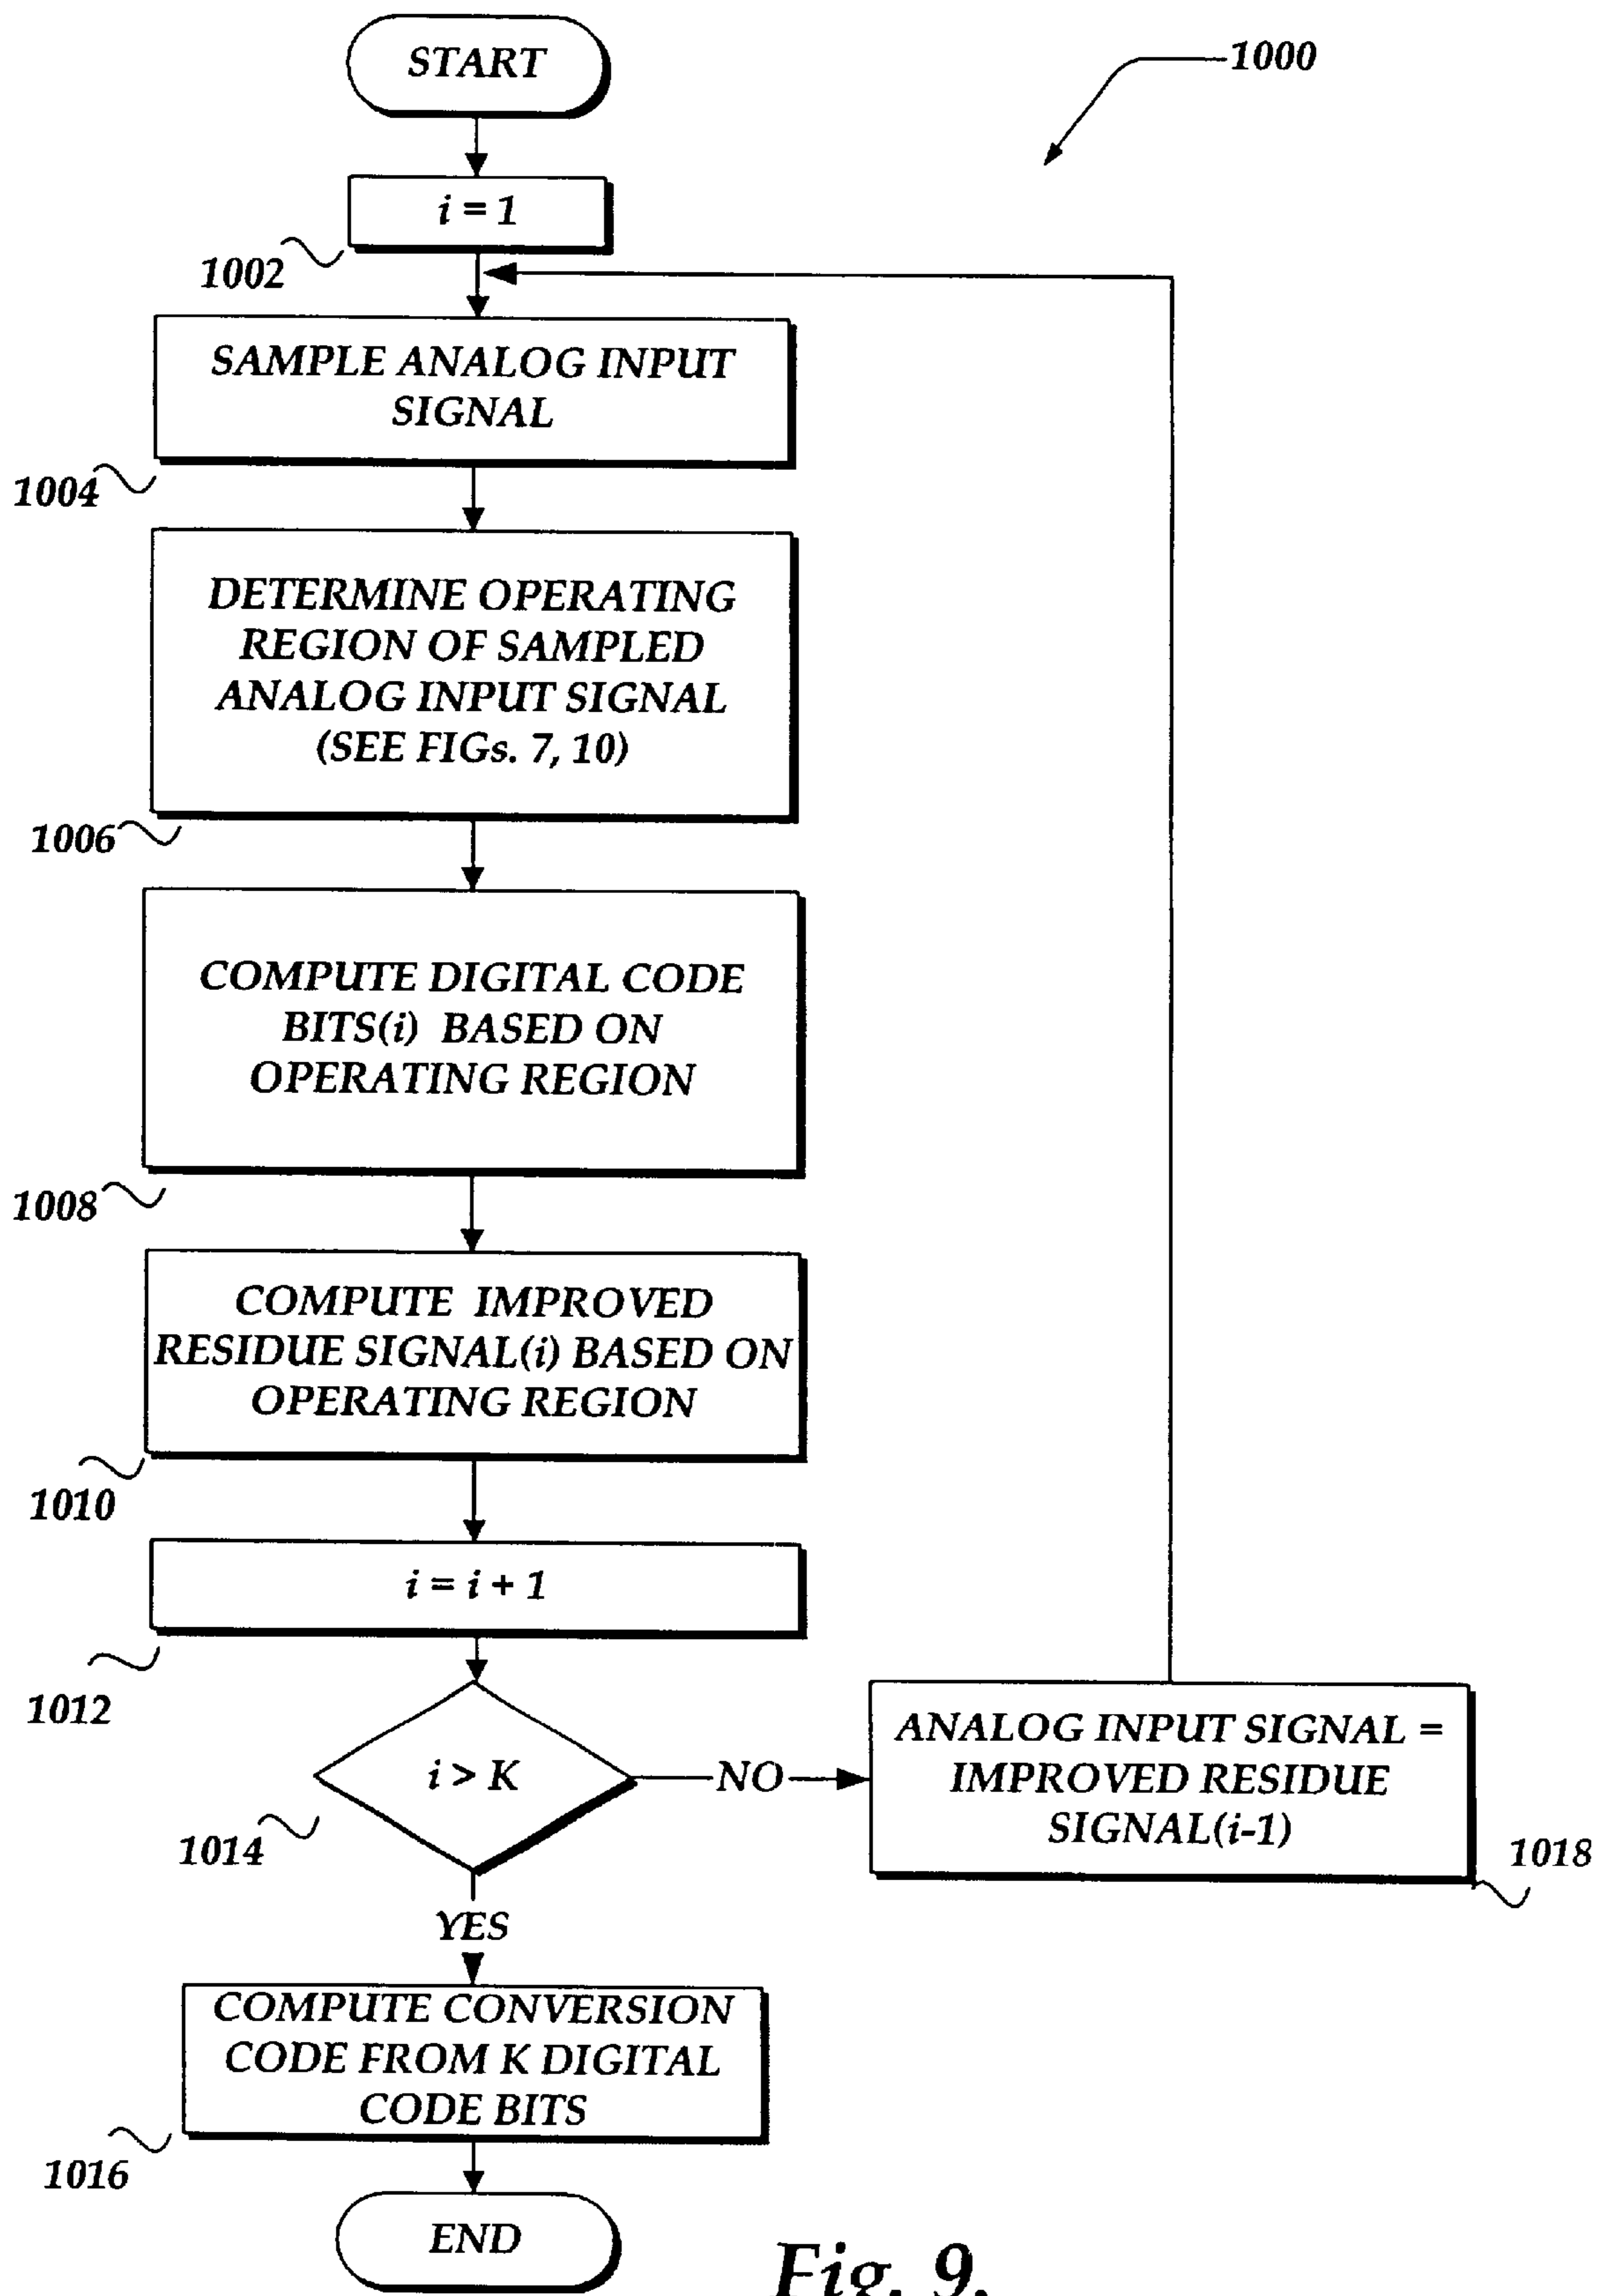 START
1000
i = 1
1002
SAMPLE ANALOG INPUT
SIGNAL
1004
DETERMINE OPERATING
REGION OF SAMPLED
ANALOG INPUT SIGNAL
(SEE FIGs. 7, 10)
1006
COMPUTE DIGITAL CODE
BITS(i) BASED ON
OPERATING REGION
1008
COMPUTE IMPROVED
RESIDUE SIGNAL(i) BASED ON
OPERATING REGION
1010
i = i + 1
1012
i > K
NO
ANALOG INPUT SIGNAL =
IMPROVED RESIDUE
SIGNAL(i-1)
1014
1018
YES
COMPUTE CONVERSION
CODE FROM K DIGITAL
CODE BITS
1016
END
Fig. 9.